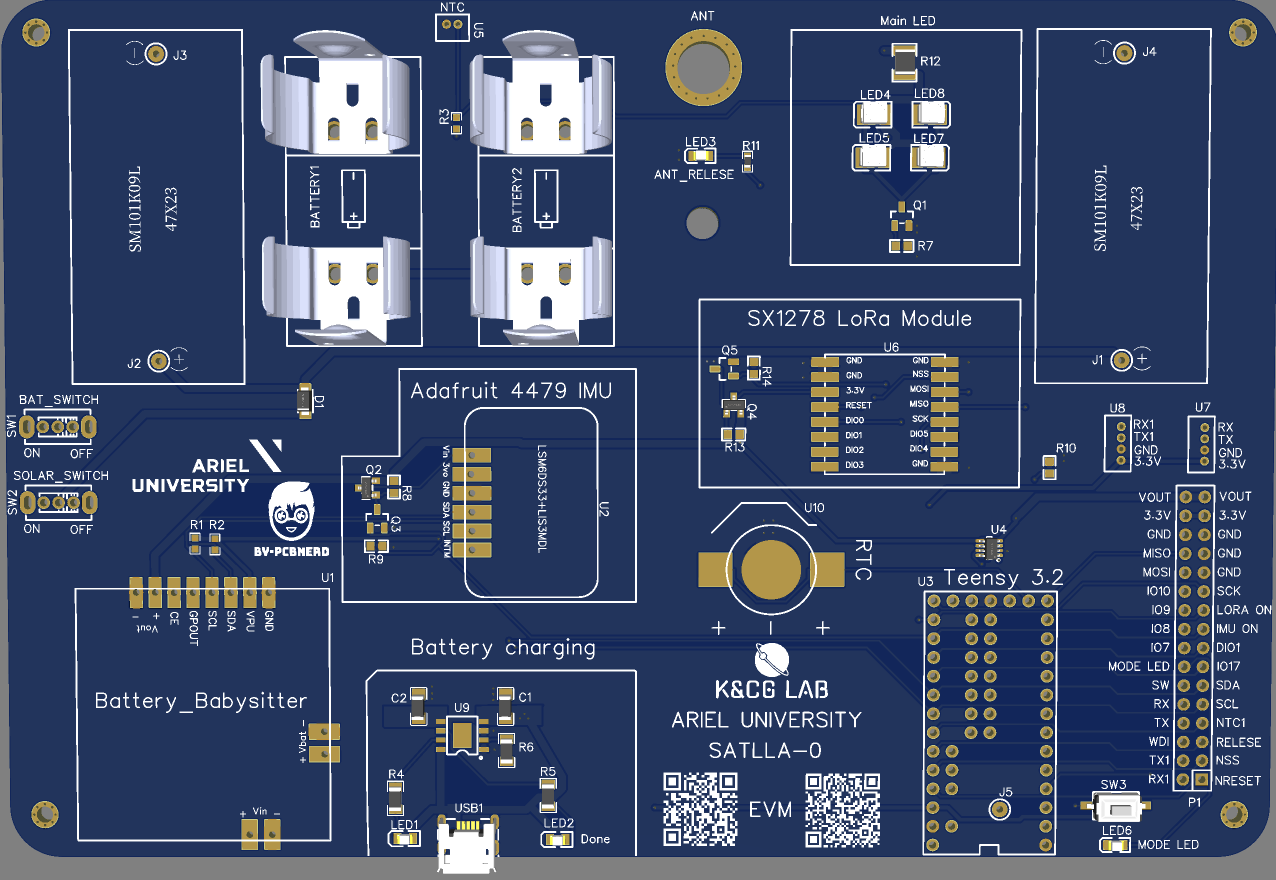 NTC
U5
ANT
Main LED
J3
J4
R12
LED4
LED8
LED5
LED7
R3
LED3
R11
ANT_RELESE
BATTERY1
BATTERY2
SM101K09L
47X23
SM101K09L
47X23
Q1
R7
SX1278 LoRa Module
U6
Q5
R14
Q4
R13
GND
GND
3.3V
RESET
DIO0
DIO1
DIO2
DIO3
GND
NSS
MOSI
MISO
SCK
DIO5
DIO4
GND
J2
J1
D1
BAT_SWITCH
SW1
ON OFF
SOLAR_SWITCH
SW2
ON OFF
ARIEL
UNIVERSITY
BY-PCBNERD
Adafruit 4479 IMU
Vin
3vo
GND
SDA
SCL
INTM
LSM6DS33+LIS3MDL
U2
Q2
R8
Q3
R9
R1 R2
U8
RX1
TX1
GND
3.3V
U7
RX
TX
GND
3.3V
R10
U10
RTC
U4
U3
Teensy 3.2
VOUT VOUT
3.3V 3.3V
GND GND
MISO GND
MOSI GND
IO10 SCK
IO9 LORA ON
IO8 IMU ON
IO7 DIO1
MODE LED IO17
SW SDA
RX SCL
TX NTC1
WDI RELESE
TX1 NSS
RX1 NRESET
P1
U1
-
+
Vout
CE
GPOUT
SCL
SDA
VPU
GND
Battery_Babysitter
+ Vbat -
+ Vin -
Battery charging
C2
C1
U9
R6
R4
R5
USB1
LED1
LED2
Done
K&CG LAB
ARIEL UNIVERSITY
SATLLA-0
EVM
J5
SW3
LED6
MODE LED